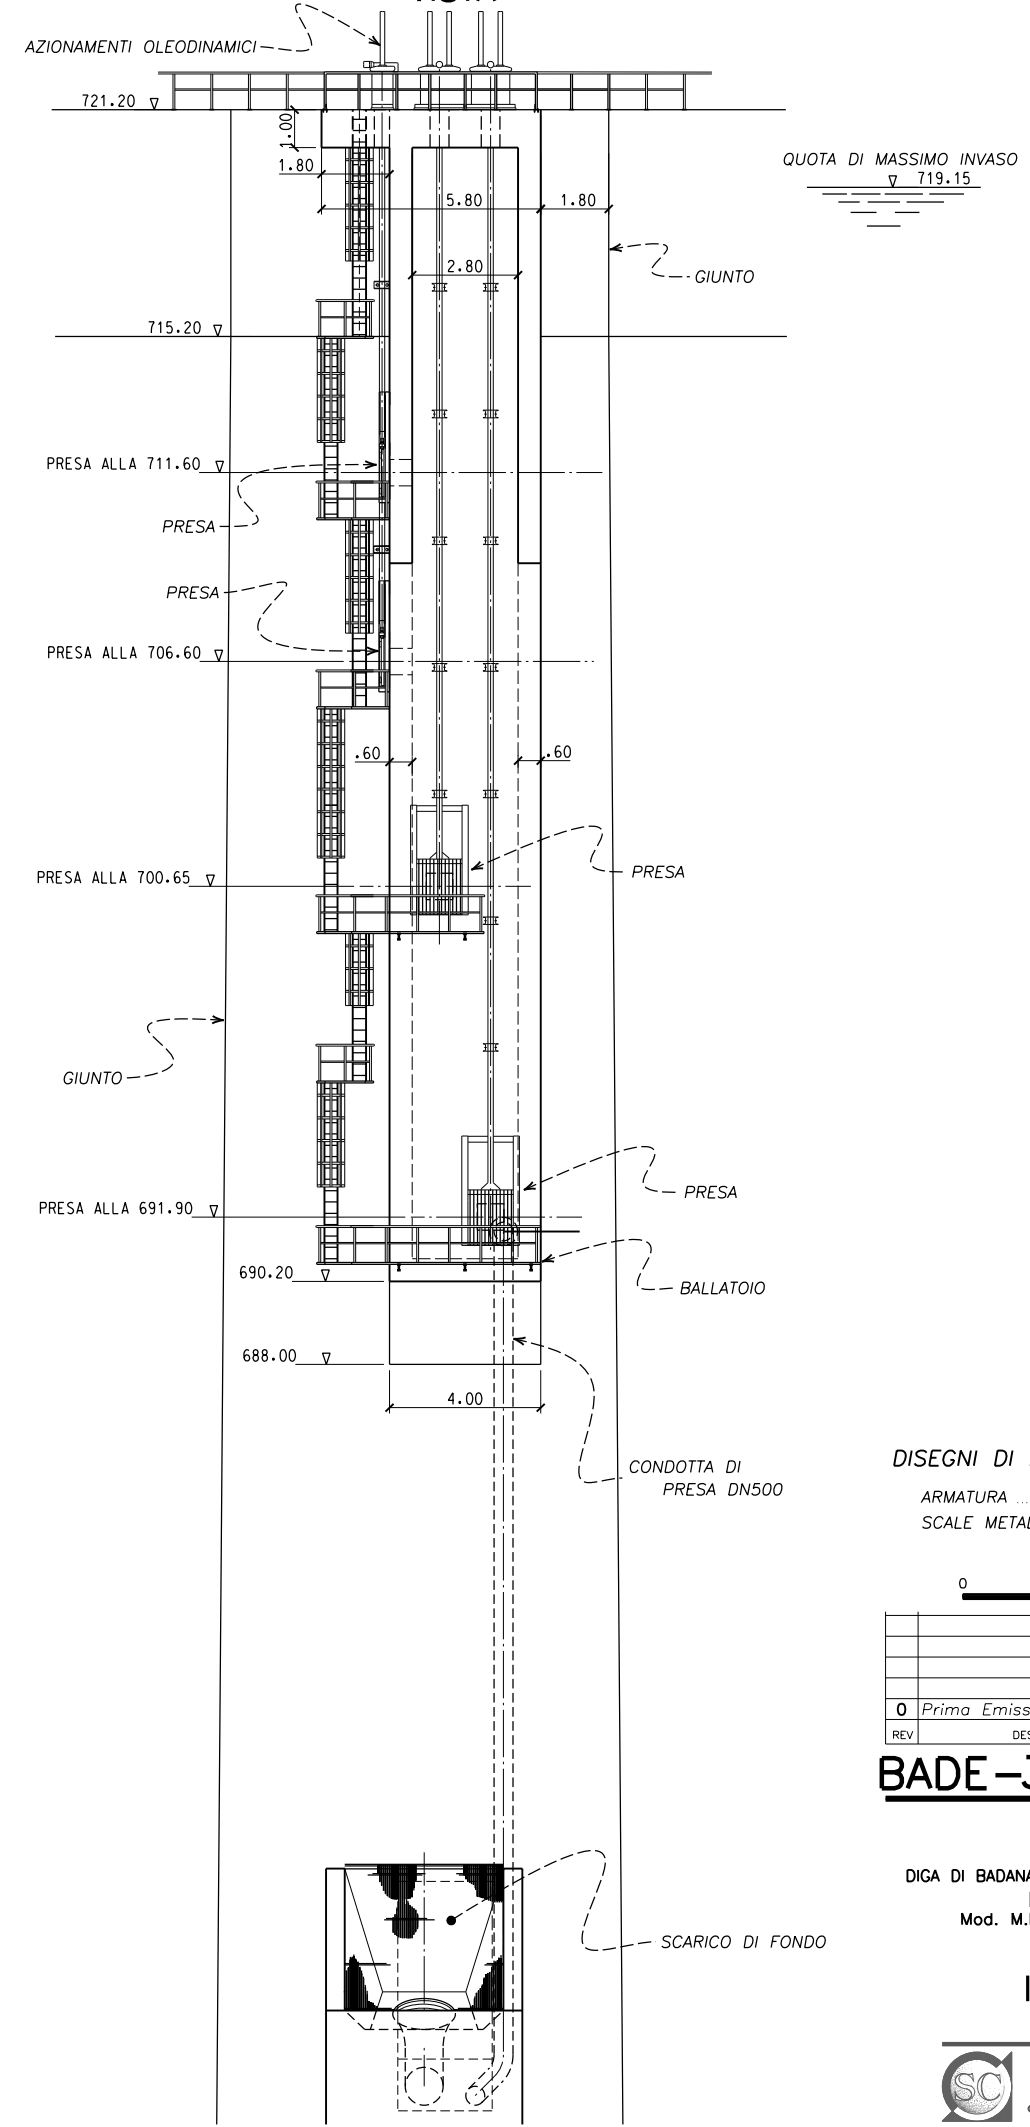 AZIONAMENTI OLEODINAMICI
721.20
1.00
1.80
QUOTA DI MASSIMO INVASO
719.15
5.80
1.80
2.80
GIUNTO
715.20
PRESA ALLA 711.60
PRESA
PRESA
PRESA ALLA 706.60
.60
.60
PRESA ALLA 700.65
PRESA
GIUNTO
PRESA ALLA 691.90
PRESA
690.20
BALLATOIO
688.00
4.00
CONDOTTA DI
PRESA DN500
DISEGNI DI
ARMATURA ...
SCALE METAL
0
0 Prima Emiss
REV DES
BADE-
DIGA DI BADANA
Mod. M.
SCARICO DI FONDO
SC